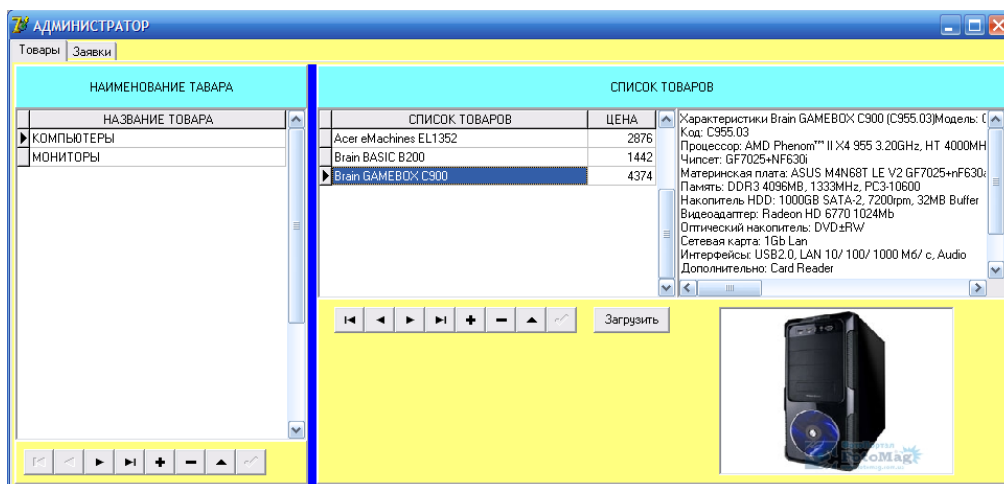 АДМИНИСТРАТОР
Товары Заявки
НАИМЕНОВАНИЕ ТАВАРА
СПИСОК ТОВАРОВ
НАЗВАНИЕ ТОВАРА
КОМПЬЮТЕРЫ
МОНИТОРЫ
СПИСОК ТОВАРОВ ЦЕНА
Acer eMachines EL1352 2876
Brain BASIC B200 1442
Brain GAMEBOX C900 4374
Характеристики Brain GAMEBOX C900 (C955.03)Модель:
Код: C955.03
Процессор: AMD Phenom™ II X4 955 3.20GHz, HT 4000MH
Чипсет: GF7025+NF630i
Материнская плата: ASUS M4N68T LE V2 GF7025+nF630a
Память: DDR3 4096MB, 1333MHz, PC3-10600
Накопитель HDD: 1000GB SATA-2, 7200rpm, 32MB Buffer
Видеоадаптер: Radeon HD 6770 1024Mb
Оптический накопитель: DVD±RW
Сетевая карта: 1Gb Lan
Интерфейсы: USB2.0, LAN 10/ 100/ 1000 Мб/ с, Audio
Дополнительно: Card Reader
Загрузить
FotoMag